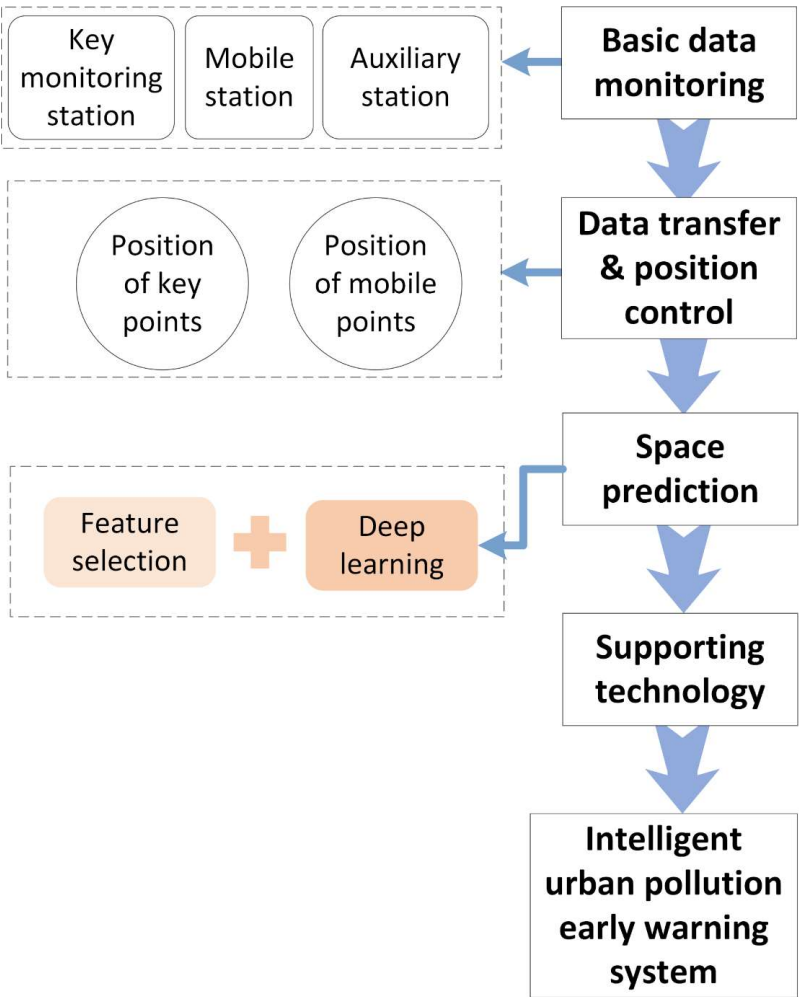 Key
monitoring
station
Mobile
station
Auxiliary
station
Basic data
monitoring
Position
of key
points
Position
of mobile
points
Data transfer
& position
control
Feature
selection
Deep
learning
Space
prediction
Supporting
technology
Intelligent
urban pollution
early warning
system